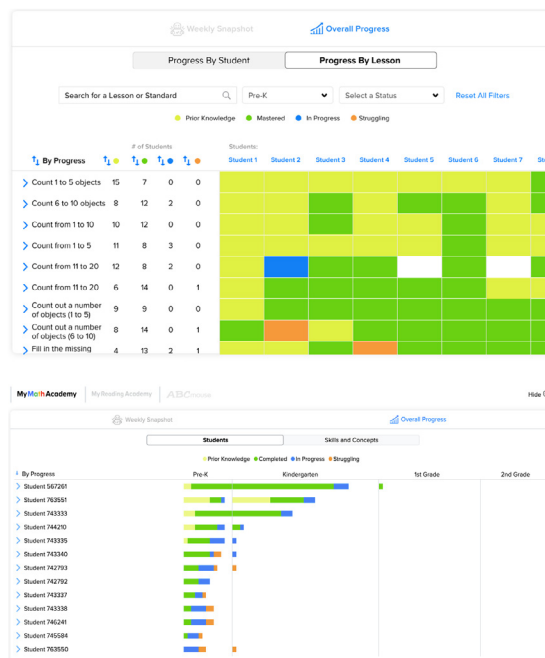 Weekly Snapshot Overall Progress
Progress By Student Progress By Lesson
Search for a Lesson or Standard Pre-K Select a Status Reset All Filters
Prior Knowledge Mastered In Progress Struggling
# of Students Students:
By Progress Student 1 Student 2 Student 3 Student 4 Student 5 Student 6 Student 7 St
Count 1 to 5 objects 15 7 0 0
Count 6 to 10 objects 8 12 2 0
Count from 1 to 10 10 12 0 0
Count from 1 to 5 11 8 3 0
Count from 11 to 20 12 8 2 0
Count from 11 to 20 6 14 0 1
Count out a number
of objects (1 to 5) 9 9 0 0
Count out a number
of objects (6 to 10) 8 14 0 1
Fill in the missing 4 13 2 1
MyMathAcademy MyReading Academy ABCmouse Hide
Weekly Snapshot Overall Progress
Students Skills and Concepts
Prior Knowledge Completed In Progress Struggling
By Progress Pre-K Kindergarten 1st Grade 2nd Grade
Student 567261
Student 763551
Student 743333
Student 744210
Student 743335
Student 743340
Student 742793
Student 742792
Student 743337
Student 743338
Student 746241
Student 745584
Student 763550